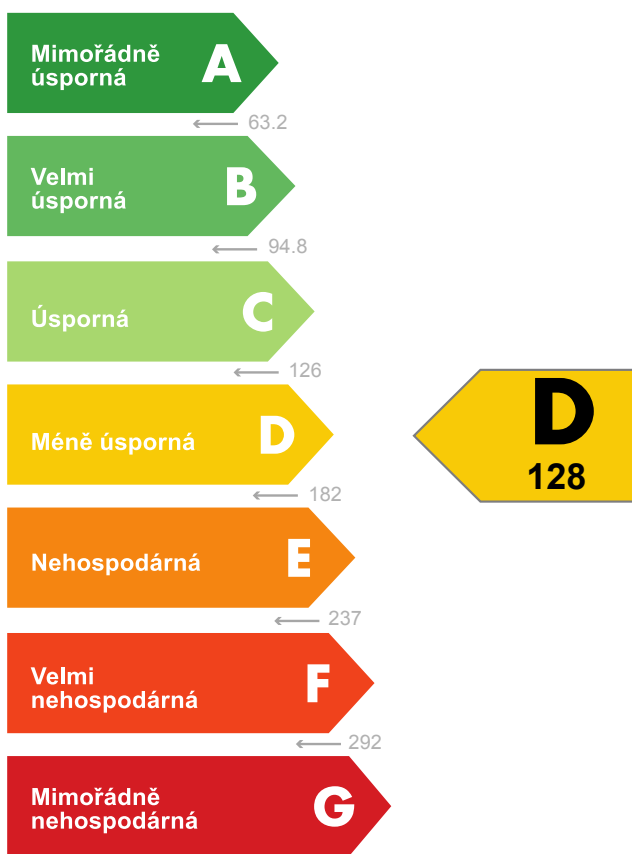 Mimořádně
úsporná
A
← 63.2
Velmi
úsporná
B
← 94.8
Úsporná
C
← 126
Méně úsporná
D
← 182
D
128
Nehospodárná
E
← 237
Velmi
nehospodárná
F
← 292
Mimořádně
nehospodárná
G